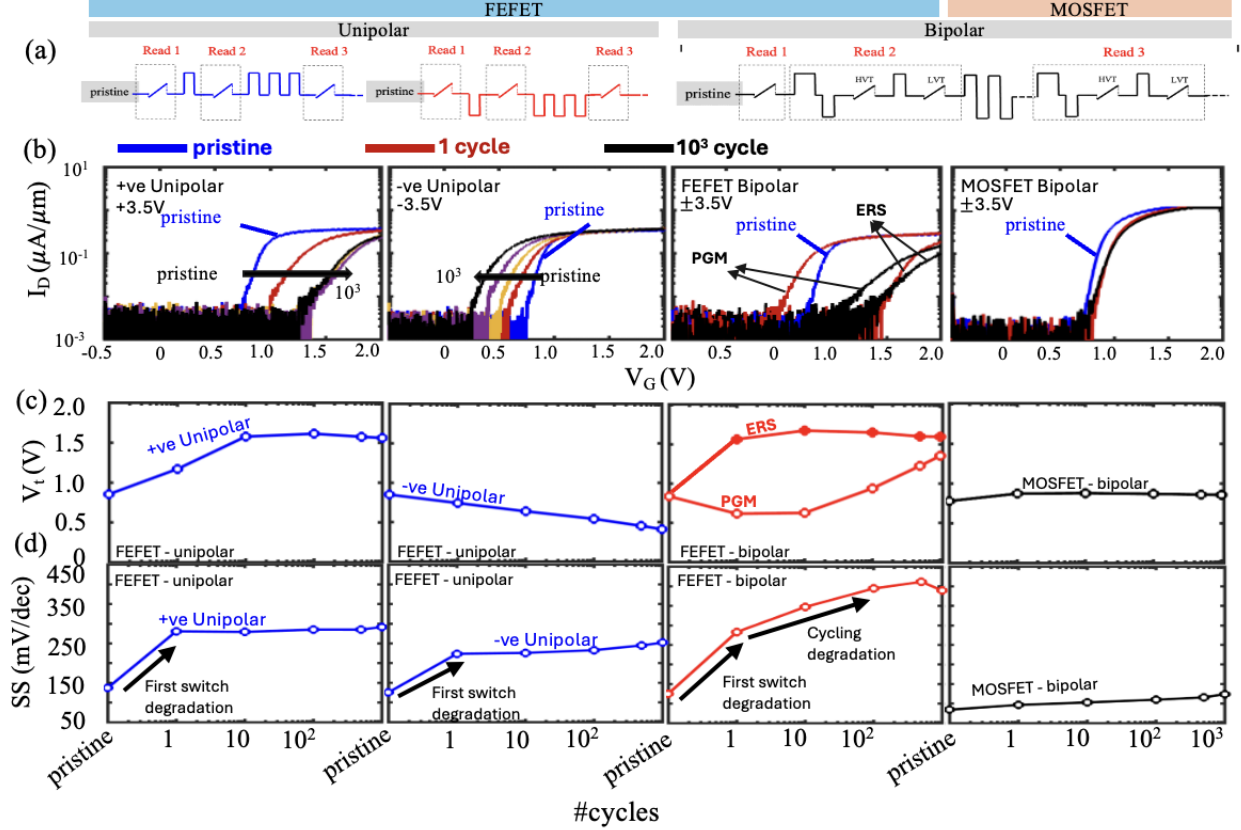 FEFET MOSFET
Unipolar Bipolar
(a)
Read 1 Read 2 Read 3 Read 1 Read 2 Read 3 Read 1 Read 2 Read 3
pristine pristine pristine HVT LVT HVT LVT
(b) pristine 1 cycle 10³ cycle
I_D (μA/μm)
10¹
10⁻¹
10⁻³
+ve Unipolar
+3.5V
pristine
pristine
10³
-ve Unipolar
-3.5V
pristine
10³ pristine
FEFET Bipolar
±3.5V
pristine
ERS
PGM
MOSFET Bipolar
±3.5V
pristine
-0.5 0 0.5 1.0 1.5 2.0 0 0.5 1.0 1.5 2.0 0.5 0 1.0 1.5 2.0 0 0.5 1.0 1.5 2.0
V_G (V)
(c)
V_t (V)
2.0
1.5
1.0
0.5
0
+ve Unipolar
FEFET - unipolar
-ve Unipolar
FEFET - unipolar
ERS
PGM
FEFET - bipolar
MOSFET - bipolar
(d)
SS (mV/dec)
450
350
250
150
50
FEFET - unipolar
+ve Unipolar
First switch
degradation
FEFET - unipolar
-ve Unipolar
First switch
degradation
FEFET - bipolar
Cycling
degradation
First switch
degradation
MOSFET - bipolar
pristine 1 10 10² pristine 1 10 10² pristine 1 10 10² pristine 1 10 10² 10³
#cycles